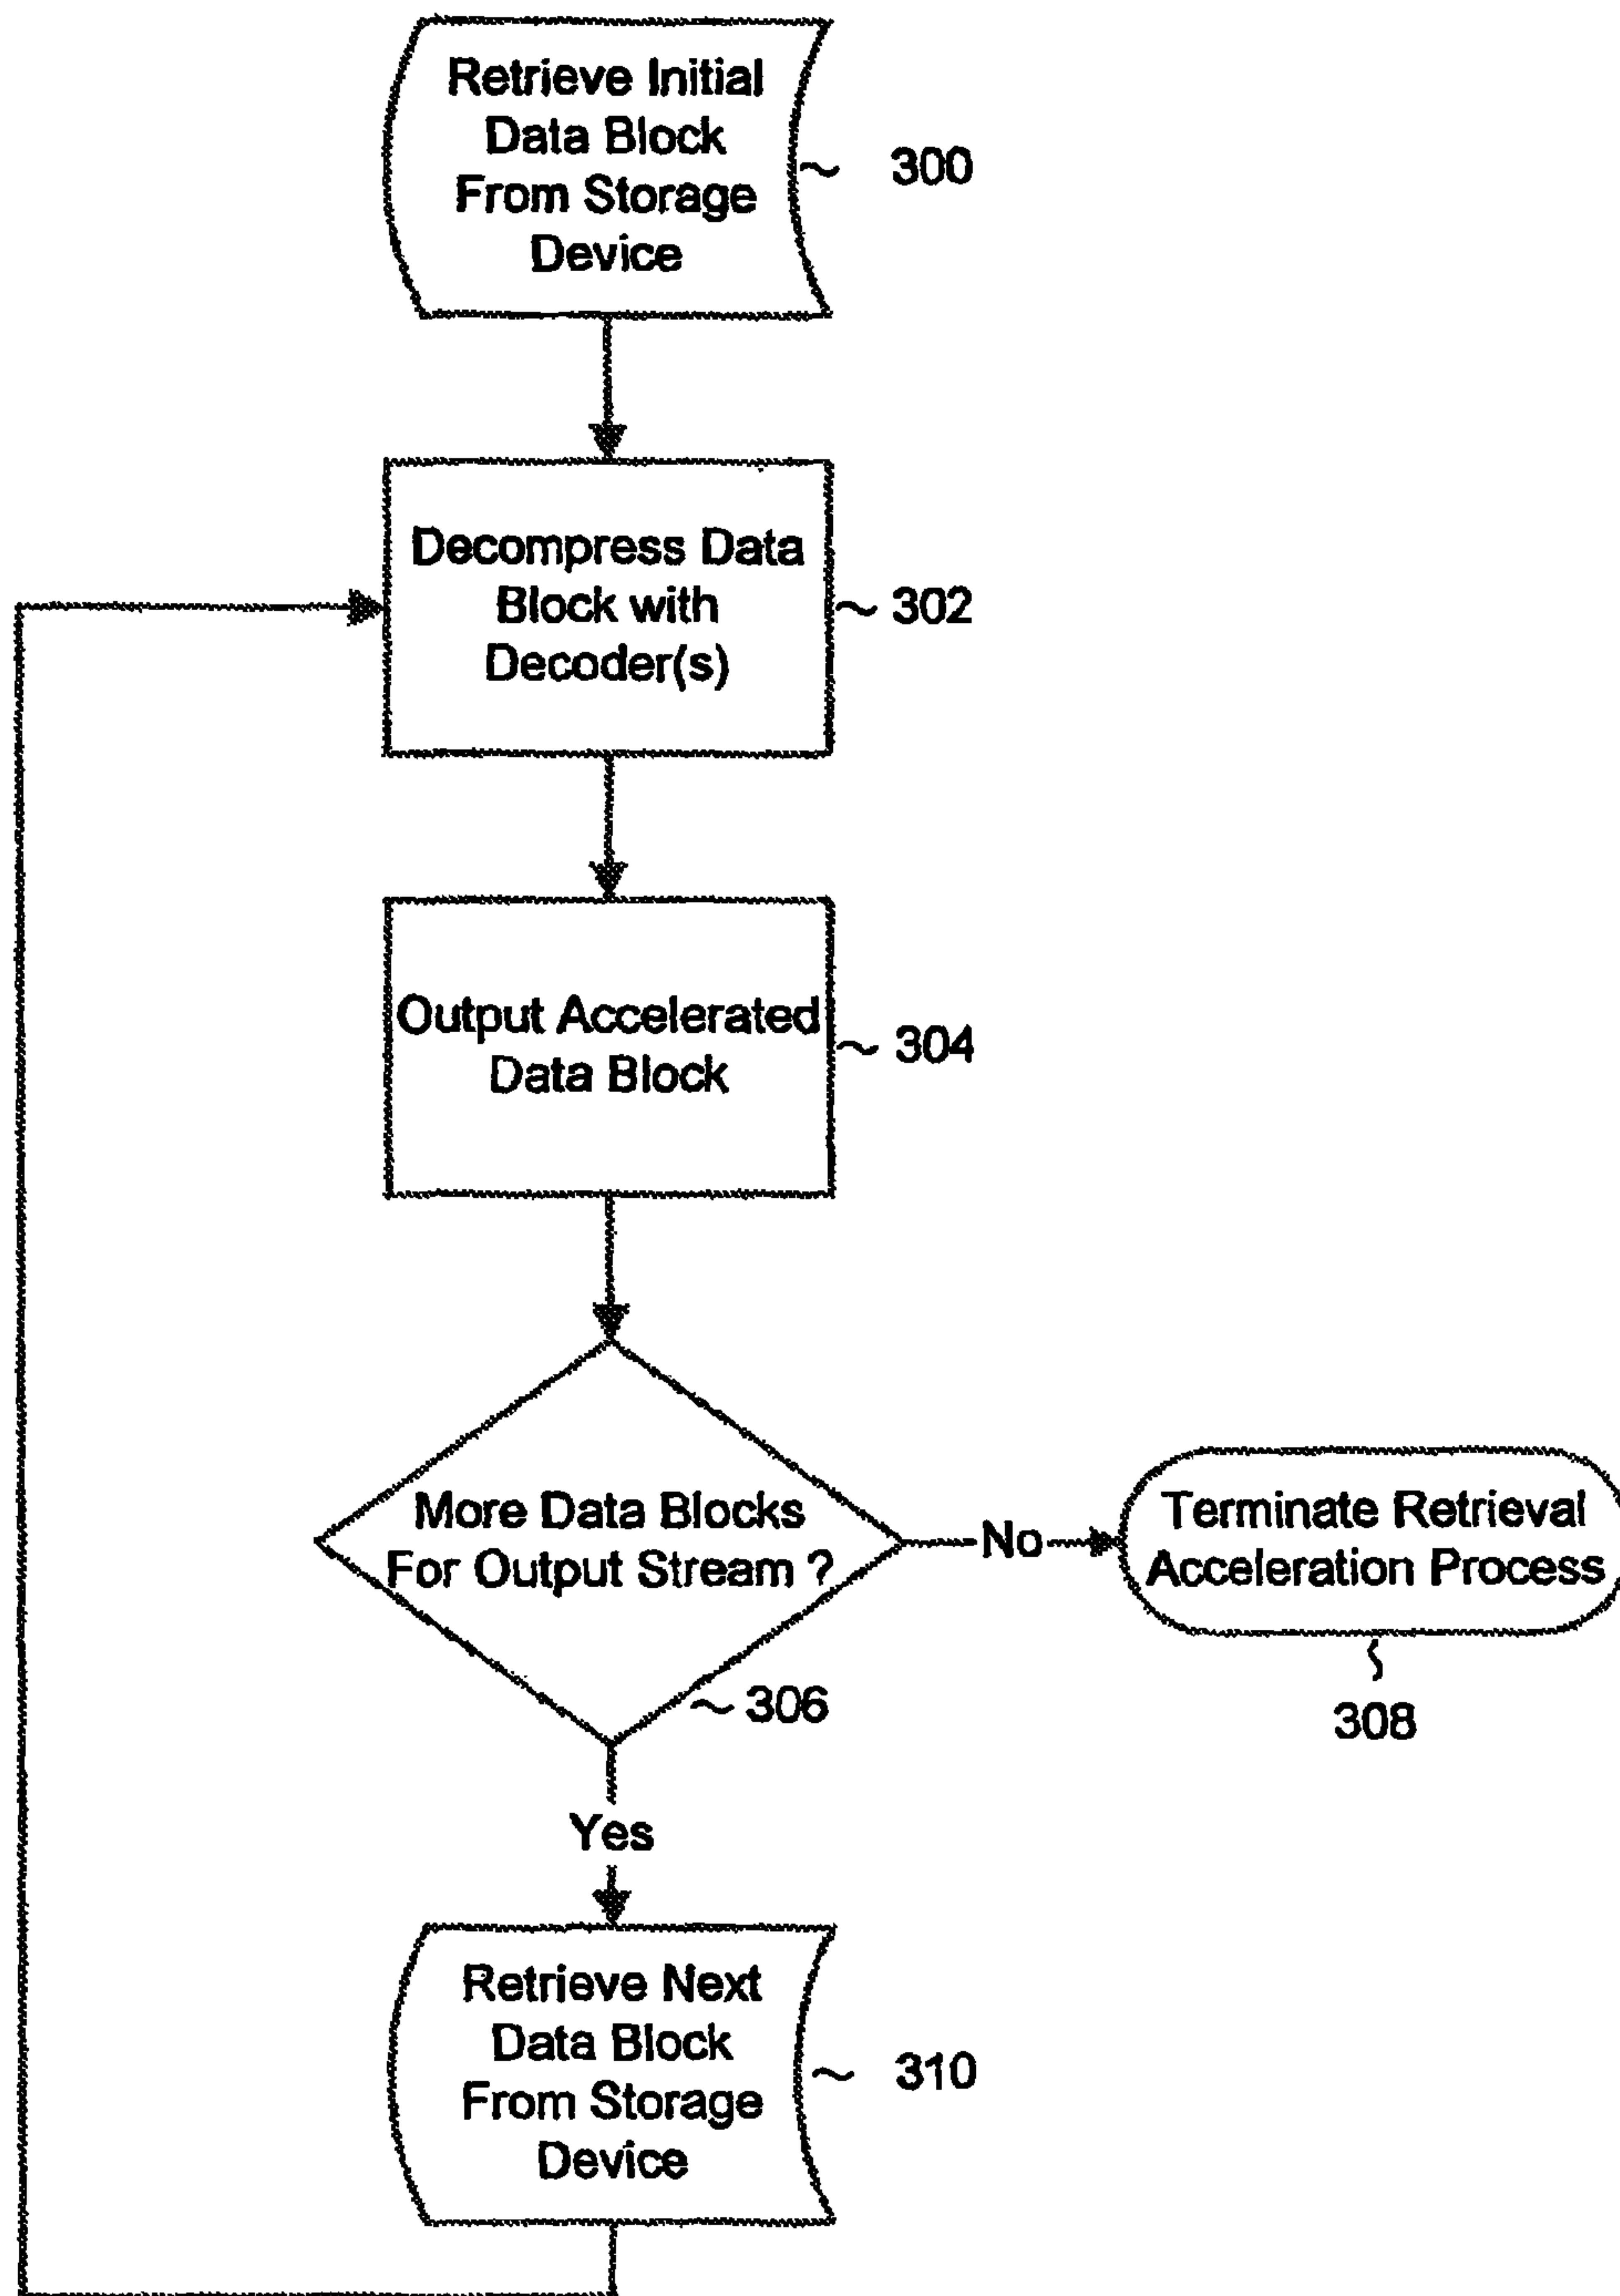 Retrieve Initial
Data Block
From Storage
Device
~ 300
Decompress Data
Block with
Decoder(s)
~ 302
Output Accelerated
Data Block
~ 304
More Data Blocks
For Output Stream ?
~ 306
No
Terminate Retrieval
Acceleration Process
308
Yes
Retrieve Next
Data Block
From Storage
Device
~ 310